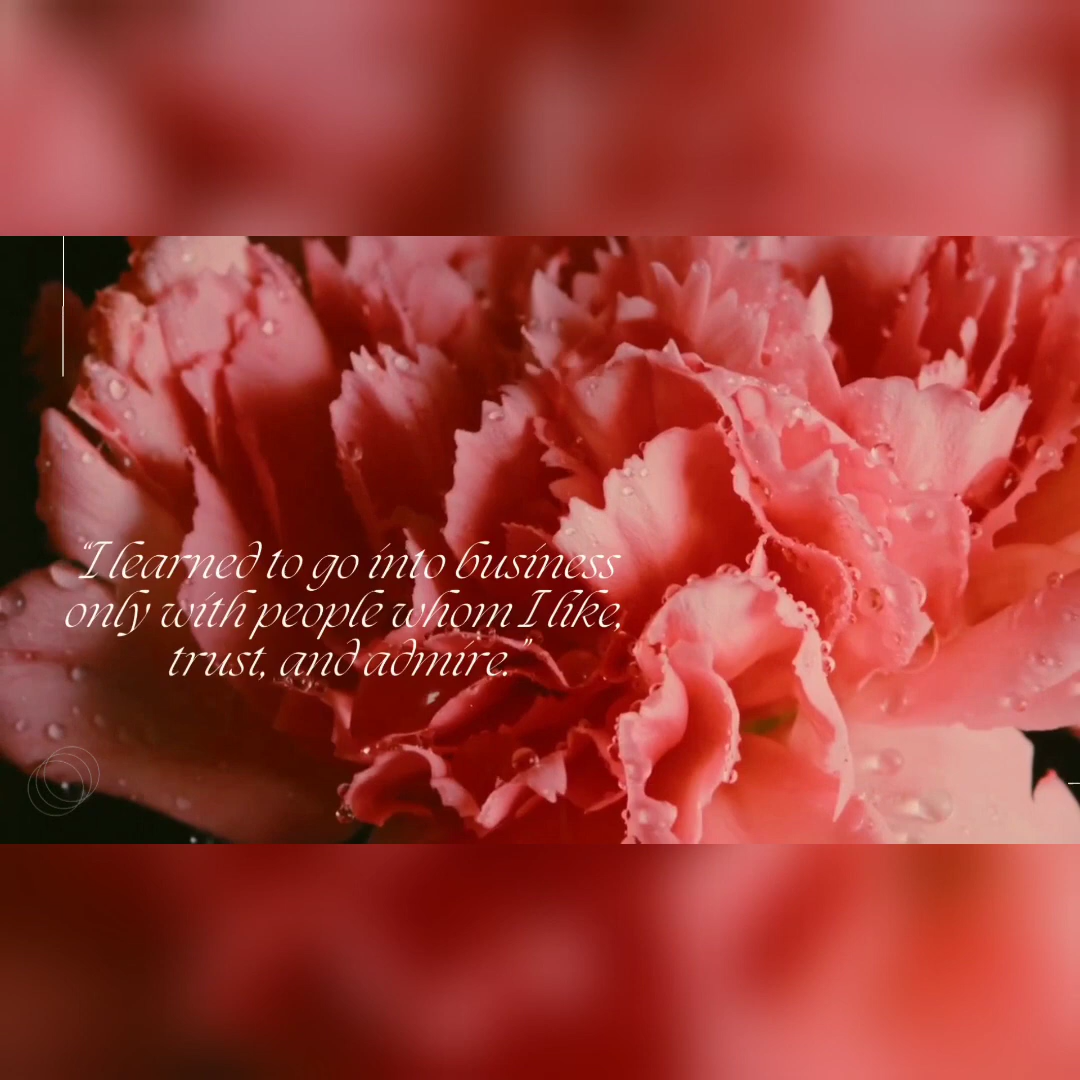 “I learned to go into business
only with people whom I like,
trust, and admire.”